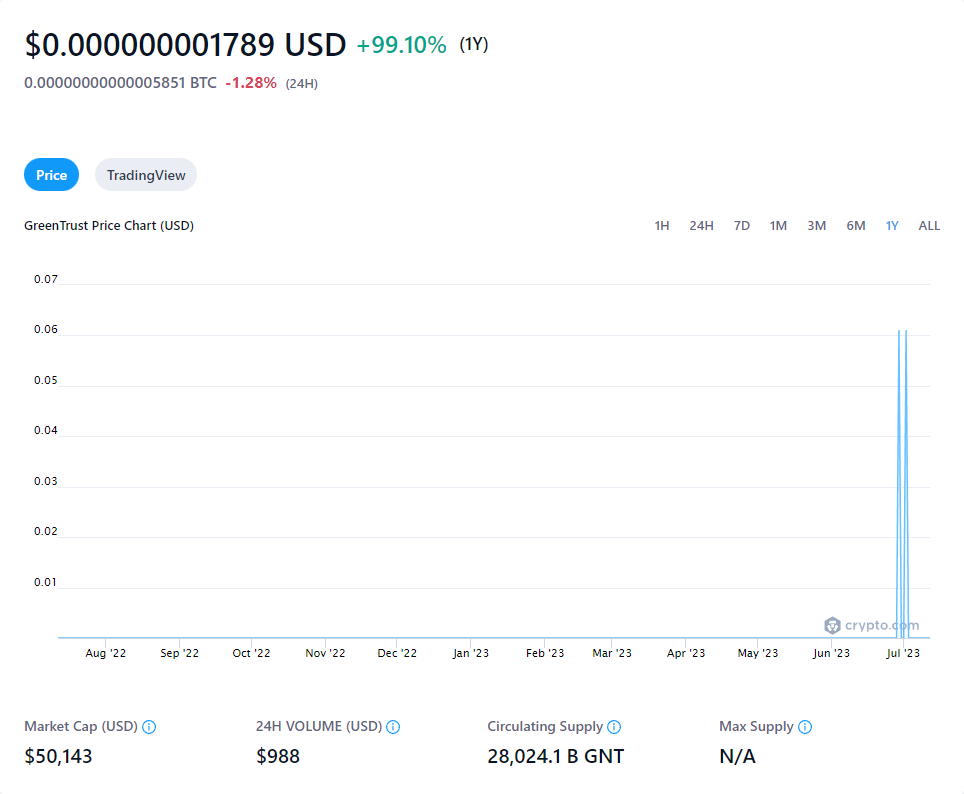 $0.000000001789 USD +99.10% (1Y)
0.00000000000005851 BTC -1.28% (24H)
Price TradingView
GreenTrust Price Chart (USD) 1H 24H 7D 1M 3M 6M 1Y ALL
0.07
0.06
0.05
0.04
0.03
0.02
0.01
crypto.com
Aug '22 Sep '22 Oct '22 Nov '22 Dec '22 Jan '23 Feb '23 Mar '23 Apr '23 May '23 Jun '23 Jul '23
Market Cap (USD) 24H VOLUME (USD) Circulating Supply Max Supply
$50,143 $988 28,024.1 B GNT N/A